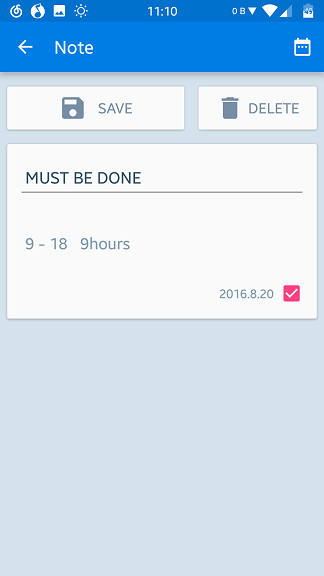 11:10
0 B
Note
SAVE
DELETE
MUST BE DONE
9 - 18 9hours
2016.8.20